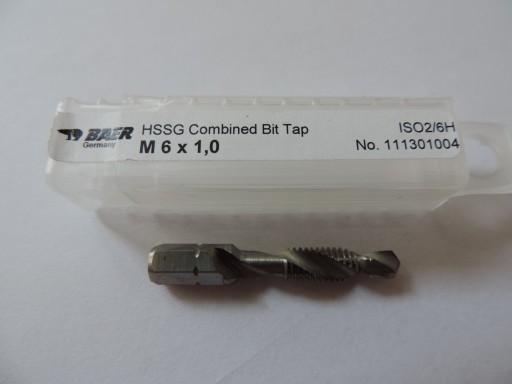 BAER
Germany
HSSG Combined Bit Tap
M 6 x 1,0
ISO2/6H
No. 111301004